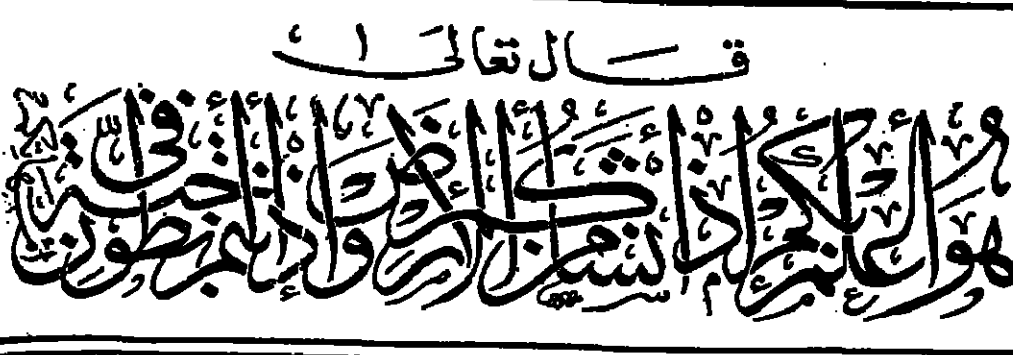 قال تعالى
هو أعلم بكم إذ أنشأكم من الأرض وإذ أنتم أجنة في بطون